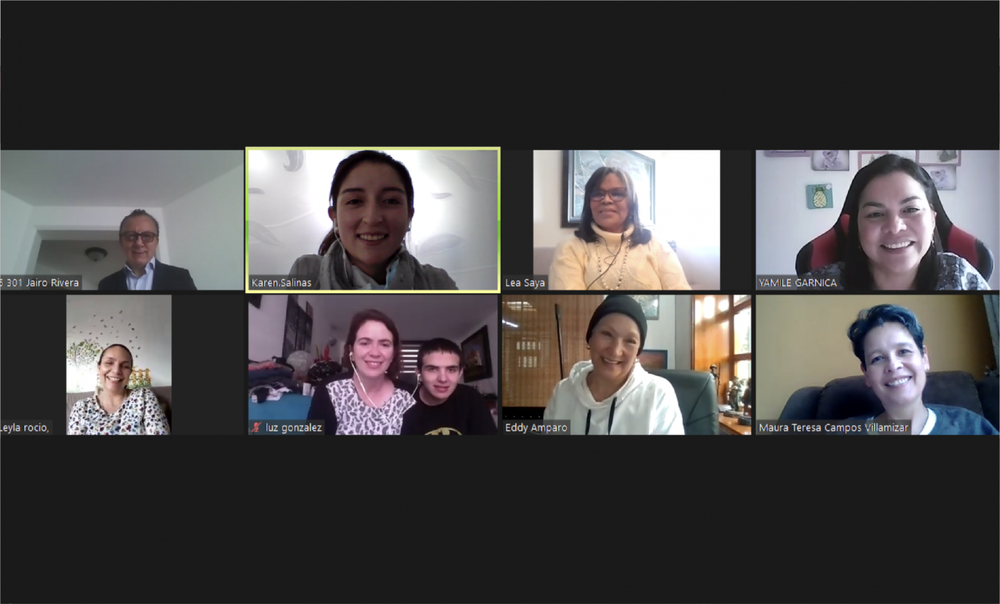 301 Jairo Rivera
Karen.Salinas
Lea Saya
YAMILE GARNICA
Leyla rocio,
luz gonzalez
Eddy Amparo
Maura Teresa Campos Villamizar